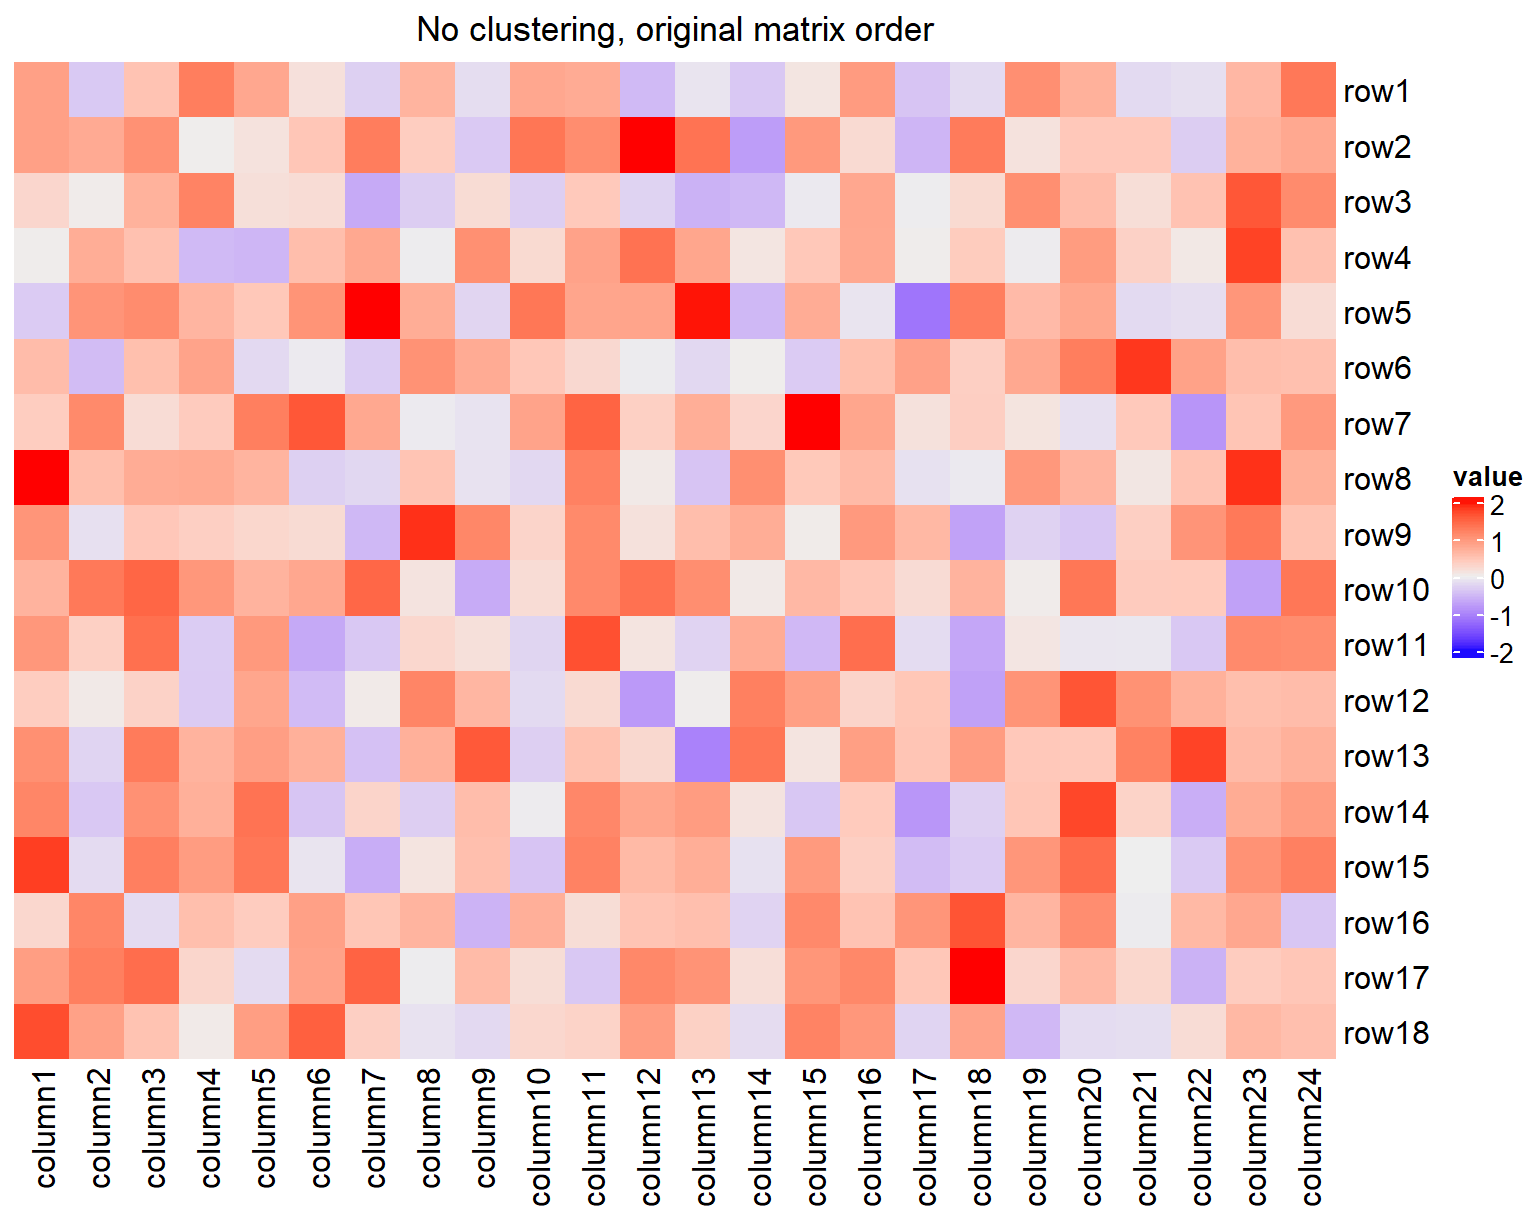 No clustering, original matrix order
row1
row2
row3
row4
row5
row6
row7
row8
row9
row10
row11
row12
row13
row14
row15
row16
row17
row18
value
2
1
0
-1
-2
column1
column2
column3
column4
column5
column6
column7
column8
column9
column10
column11
column12
column13
column14
column15
column16
column17
column18
column19
column20
column21
column22
column23
column24